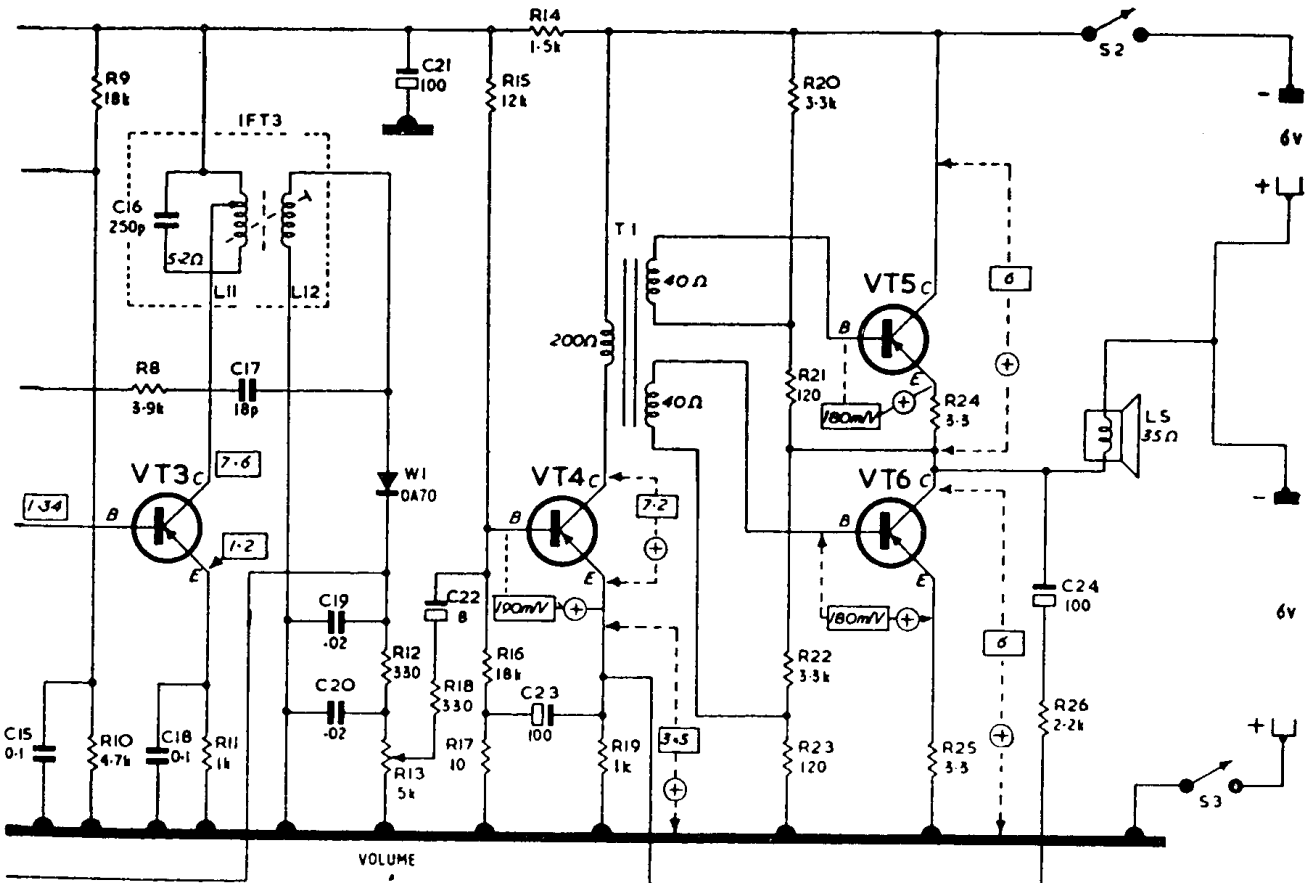 R14
1.5k
S2
R9
18k
C21
100
R15
12k
R20
3.3k
-
6v
+
IFT3
C16
250p
5.2Ω
L11
L12
T1
40Ω
200Ω
40Ω
VT5
C
B
E
6
180mV
+
+
R21
120
R24
3.3
LS
35Ω
R8
3.9k
C17
18p
VT3
C
7.6
1.34
B
1.2
E
W1
OA70
VT4
C
B
E
7.2
+
190mV
+
VT6
C
B
E
180mV
+
6
+
-
6v
+
C24
100
C22
8
C19
.02
R12
330
C20
.02
R18
330
R16
18k
C23
100
3.5
+
R22
3.3k
R26
2.2k
C15
0.1
R10
4.7k
C18
0.1
R11
1k
R13
5k
R17
10
R19
1k
R23
120
R25
3.3
S3
VOLUME